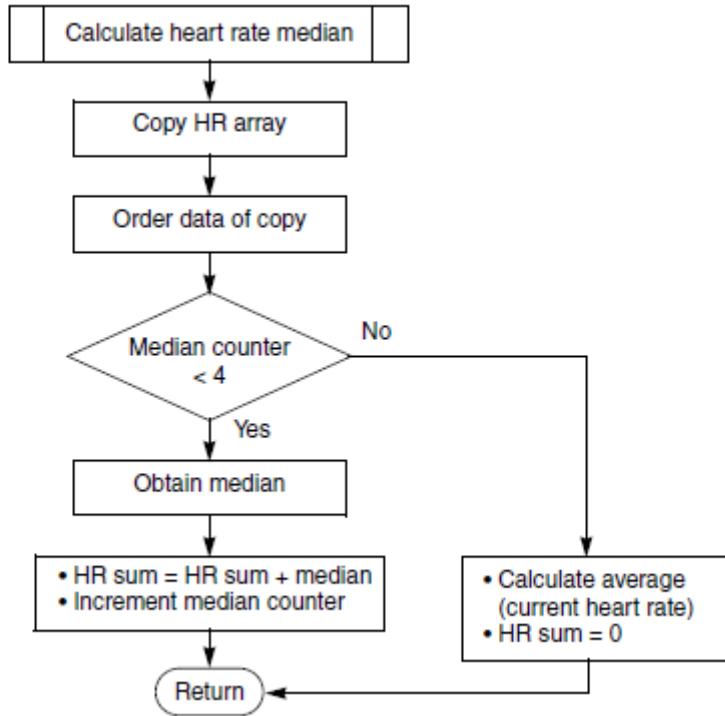 Calculate heart rate median
Copy HR array
Order data of copy
Median counter
< 4
No
Yes
Obtain median
• HR sum = HR sum + median
• Increment median counter
• Calculate average
(current heart rate)
• HR sum = 0
Return